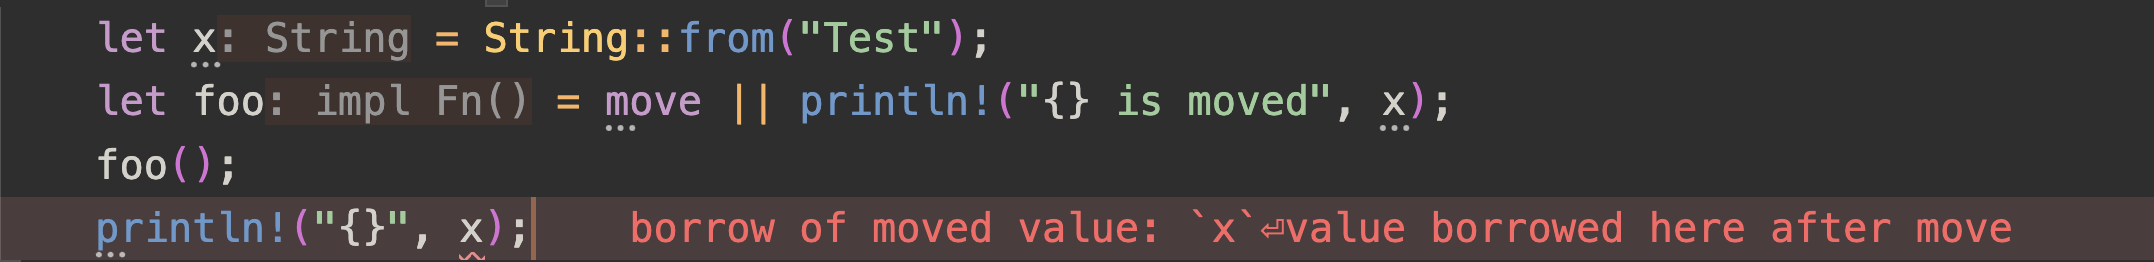 let x: String = String::from("Test");
let foo: impl Fn() = move || println!("{} is moved", x);
foo();
println!("{}", x); borrow of moved value: `x`⏎value borrowed here after move